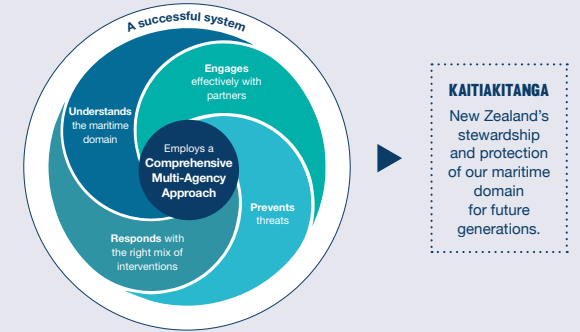 A successful system
Understands
the maritime
domain
Engages
effectively with
partners
Employs a
Comprehensive
Multi-Agency
Approach
Prevents
threats
Responds with
the right mix of
interventions
KAITIAKITANGA
New Zealand's
stewardship
and protection
of our maritime
domain
for future
generations.